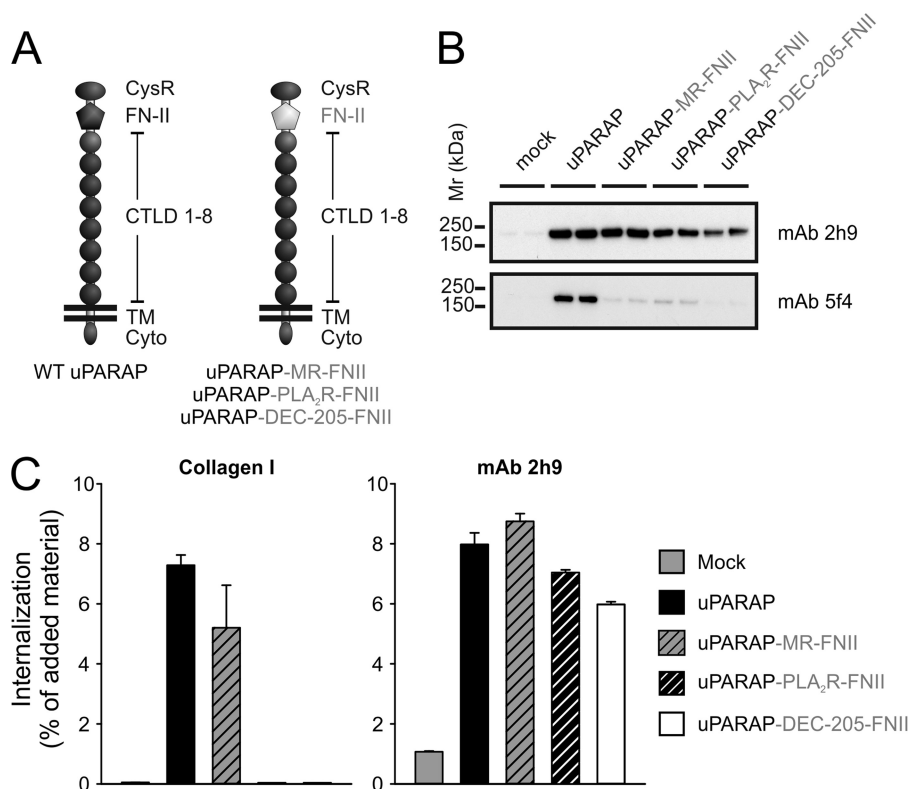 A
CysR
FN-II
CTLD 1-8
TM
Cyto
WT uPARAP
CysR
FN-II
CTLD 1-8
TM
Cyto
uPARAP-MR-FNII
uPARAP-PLA₂R-FNII
uPARAP-DEC-205-FNII
B
Mr (kDa)
mock
uPARAP
uPARAP-MR-FNII
uPARAP-PLA₂R-FNII
uPARAP-DEC-205-FNII
250
150
mAb 2h9
250
150
mAb 5f4
C
Internalization
(% of added material)
Collagen I
10
8
6
4
2
0
mAb 2h9
10
8
6
4
2
0
Mock
uPARAP
uPARAP-MR-FNII
uPARAP-PLA₂R-FNII
uPARAP-DEC-205-FNII